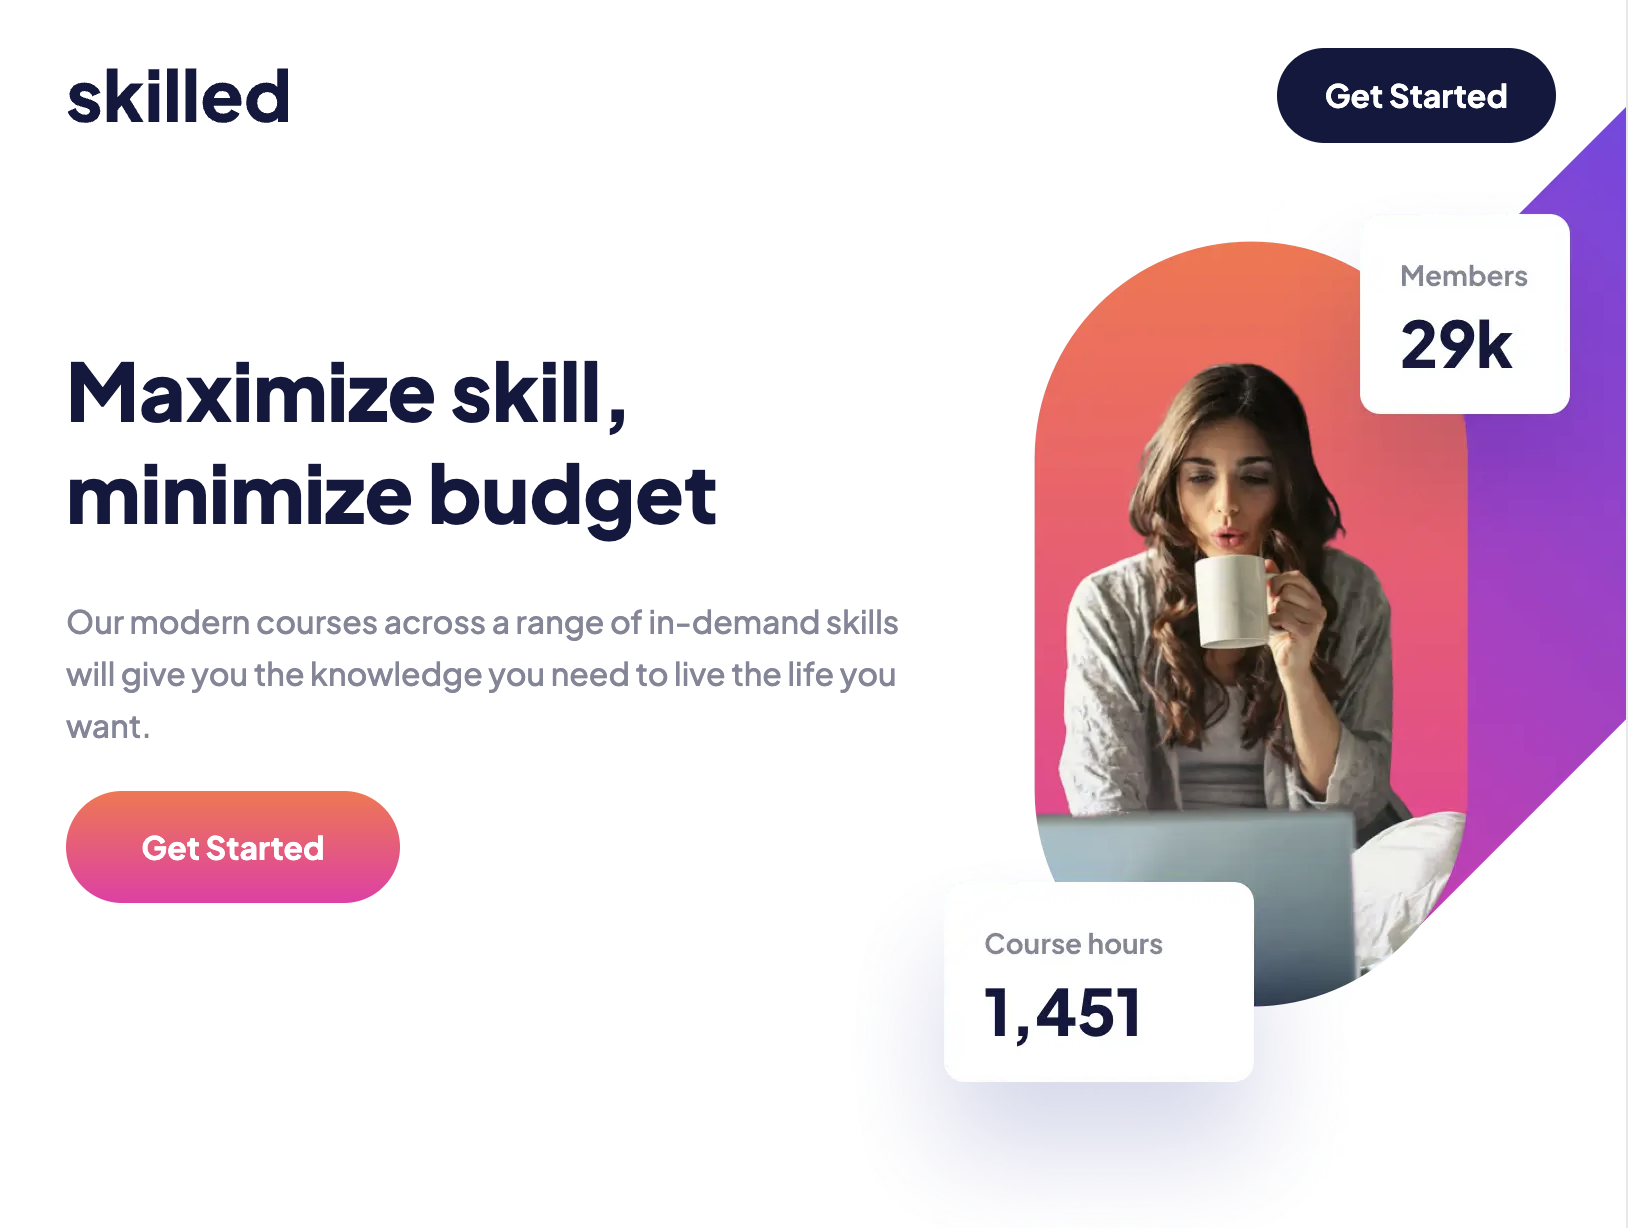 skilled
Get Started
Maximize skill,
minimize budget
Our modern courses across a range of in-demand skills
will give you the knowledge you need to live the life you
want.
Get Started
Members
29k
Course hours
1,451